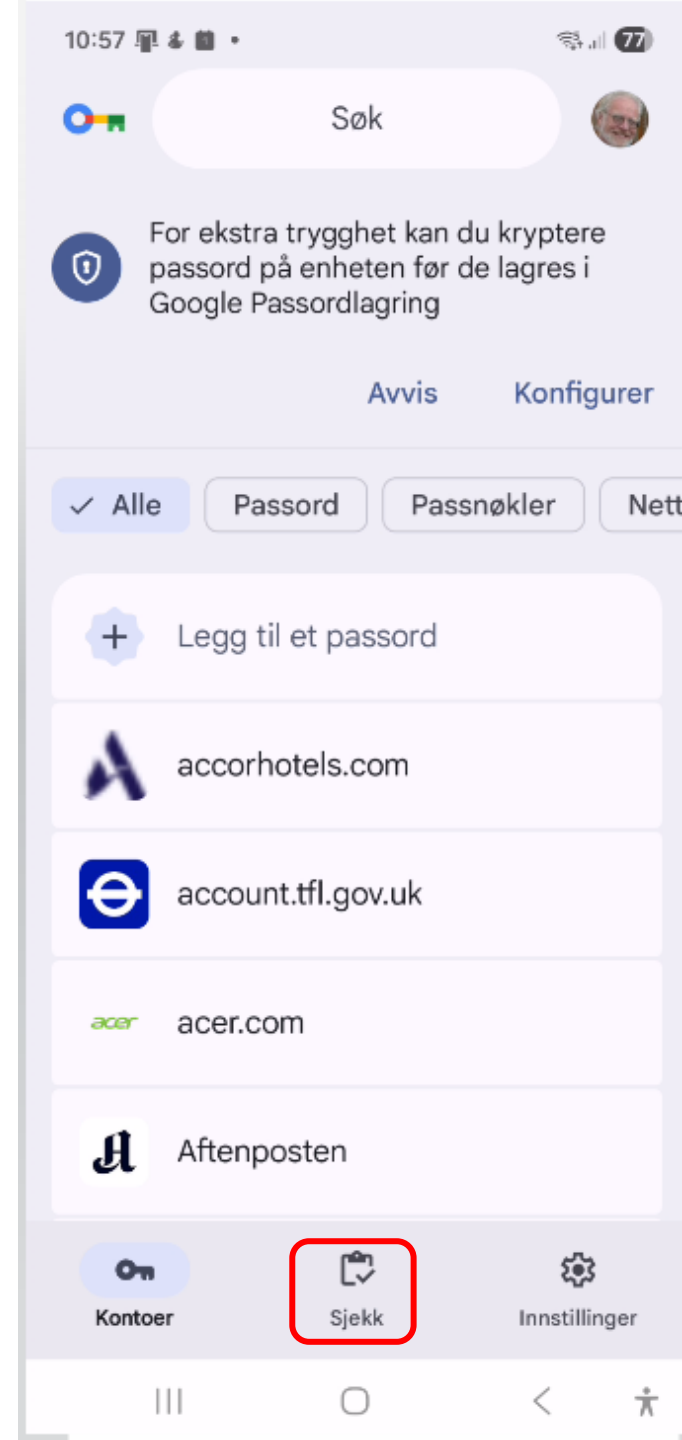 10:57
77
Søk
For ekstra trygghet kan du kryptere
passord på enheten før de lagres i
Google Passordlagring
Avvis Konfigurer
Alle Passord Passnøkler Nett
Legg til et passord
accorhotels.com
account.tfl.gov.uk
acer acer.com
Aftenposten
Kontoer Sjekk Innstillinger